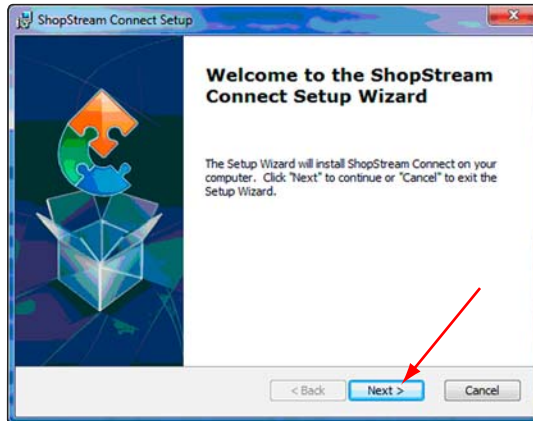 ShopStream Connect Setup
Welcome to the ShopStream
Connect Setup Wizard
The Setup Wizard will install ShopStream Connect on your
computer. Click "Next" to continue or "Cancel" to exit the
Setup Wizard.
< Back Next > Cancel